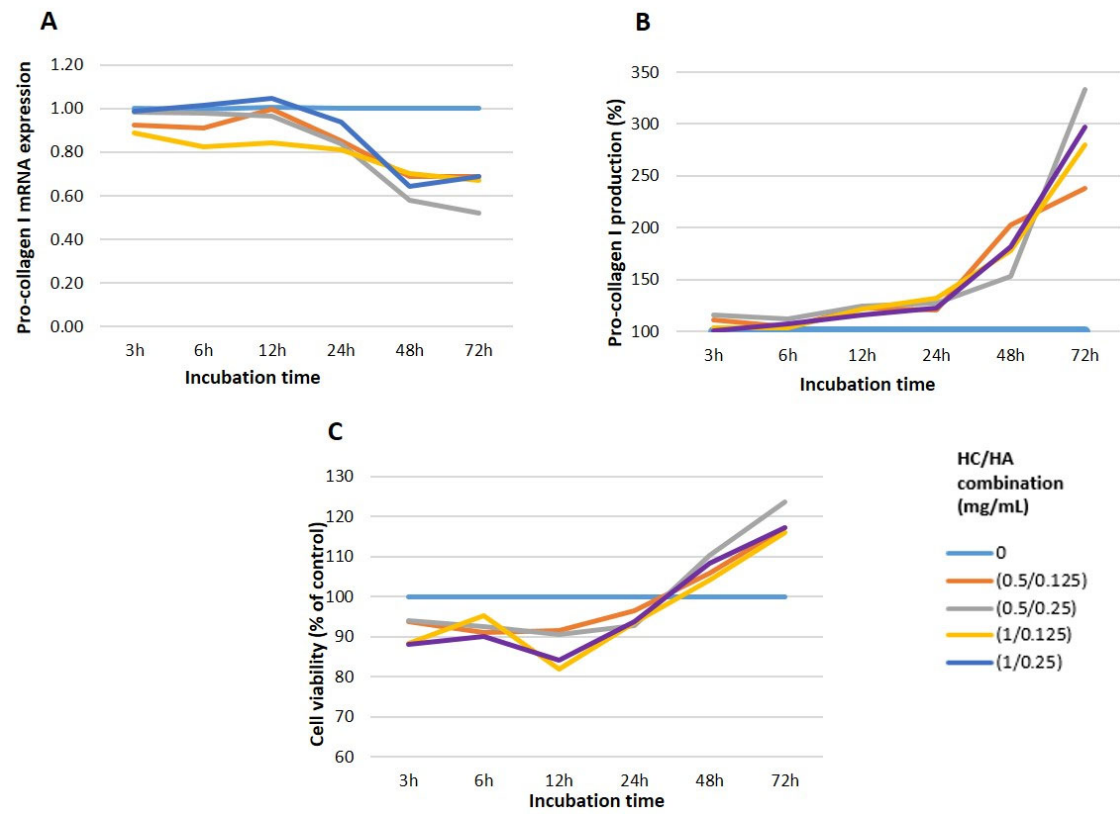 A
Pro-collagen I mRNA expression
1.20
1.00
0.80
0.60
0.40
0.20
0.00
3h 6h 12h 24h 48h 72h
Incubation time
B
Pro-collagen I production (%)
350
300
250
200
150
100
3h 6h 12h 24h 48h 72h
Incubation time
C
Cell viability (% of control)
130
120
110
100
90
80
70
60
3h 6h 12h 24h 48h 72h
Incubation time
HC/HA
combination
(mg/mL)
0
(0.5/0.125)
(0.5/0.25)
(1/0.125)
(1/0.25)